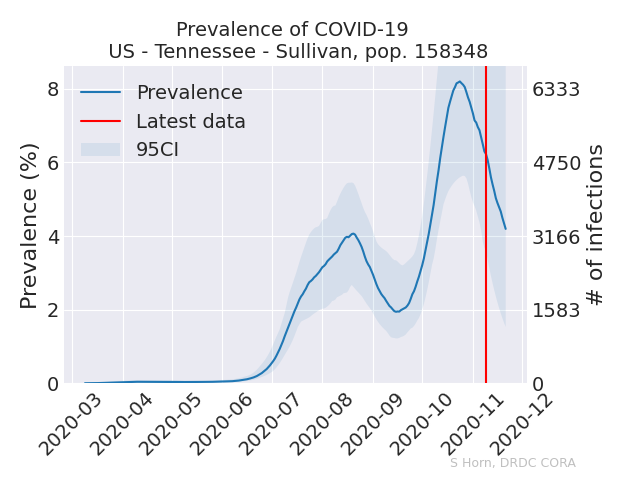 Prevalence of COVID-19
US - Tennessee - Sullivan, pop. 158348
Prevalence
Latest data
95CI
Prevalence (%)
8
6
4
2
0
6333
4750
3166
1583
0
# of infections
2020-03
2020-04
2020-05
2020-06
2020-07
2020-08
2020-09
2020-10
2020-11
2020-12
S Horn, DRDC CORA